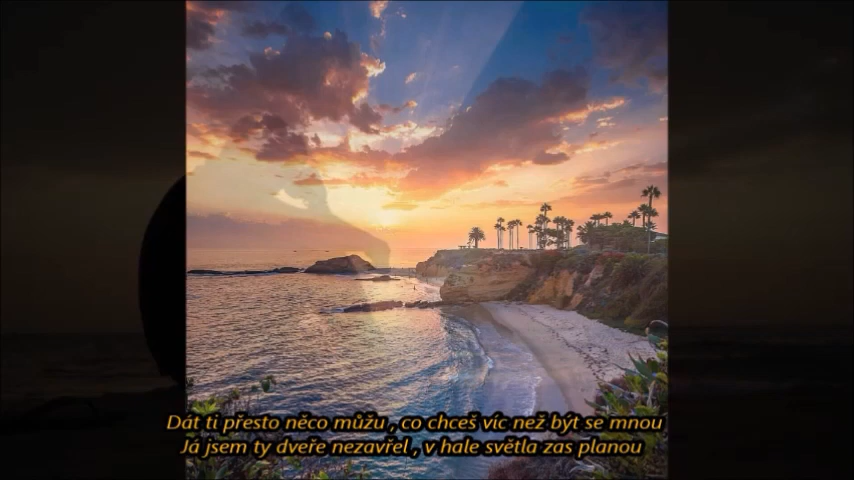 Dát ti přesto něco můžu , co chceš víc než být se mnou
Já jsem ty dveře nezavřel , v hale světla zas planou